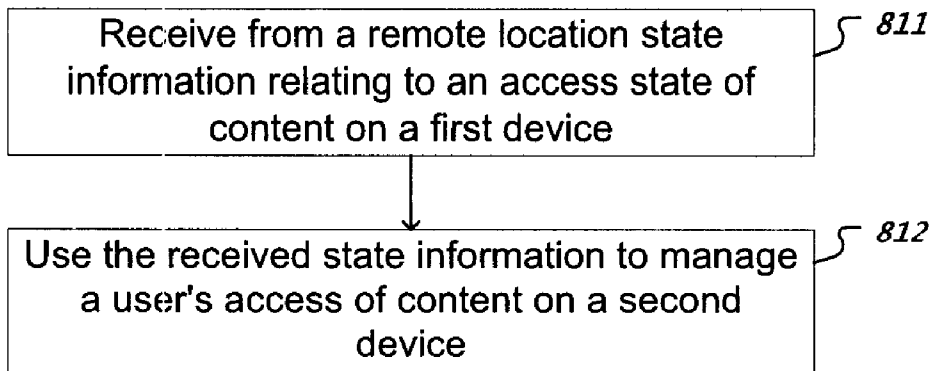 Receive from a remote location state
information relating to an access state of
content on a first device
811
Use the received state information to manage
a user's access of content on a second
device
812